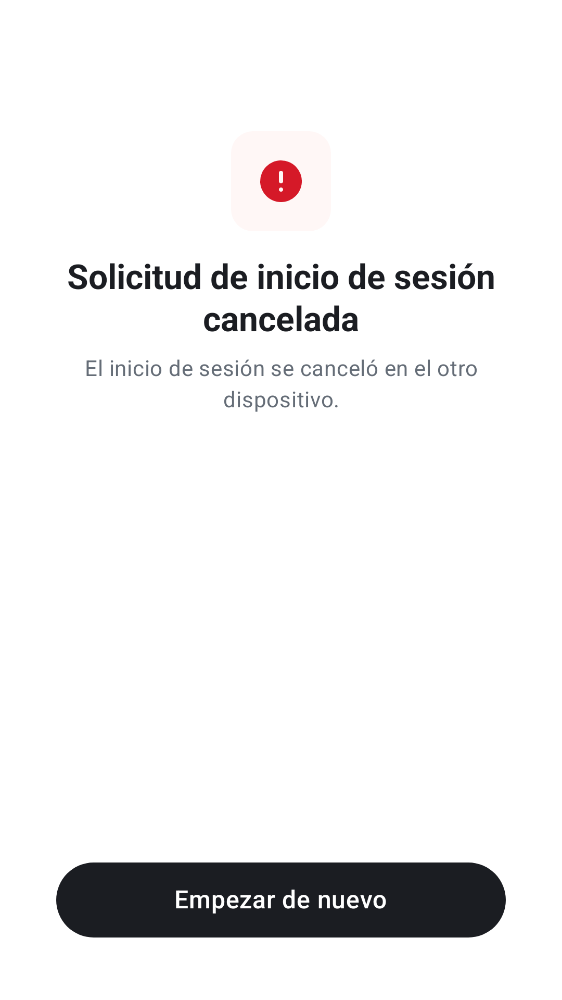 Solicitud de inicio de sesión
cancelada
El inicio de sesión se canceló en el otro
dispositivo.
Empezar de nuevo